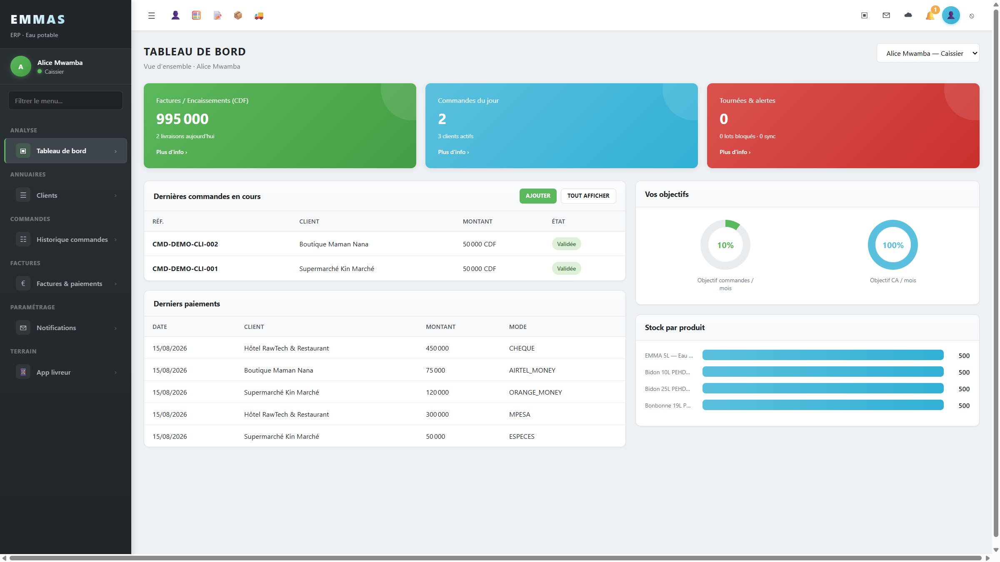 EMMAS
ERP · Eau potable
A
Alice Mwamba
Caissier
Filtrer le menu...
ANALYSE
Tableau de bord
ANNUAIRES
Clients
COMMANDES
Historique commandes
FACTURES
€ Factures & paiements
PARAMÉTRAGE
Notifications
TERRAIN
App livreur
1
TABLEAU DE BORD
Vue d'ensemble · Alice Mwamba
Alice Mwamba — Caissier
Factures / Encaissements (CDF)
995 000
2 livraisons aujourd'hui
Plus d'info ›
Commandes du jour
2
3 clients actifs
Plus d'info ›
Tournées & alertes
0
0 lots bloqués · 0 sync
Plus d'info ›
Dernières commandes en cours
AJOUTER
TOUT AFFICHER
RÉF. CLIENT MONTANT ÉTAT
CMD-DEMO-CLI-002 Boutique Maman Nana 50 000 CDF Validée
CMD-DEMO-CLI-001 Supermarché Kin Marché 50 000 CDF Validée
Derniers paiements
DATE CLIENT MONTANT MODE
15/08/2026 Hôtel RawTech & Restaurant 450 000 CHEQUE
15/08/2026 Boutique Maman Nana 75 000 AIRTEL_MONEY
15/08/2026 Supermarché Kin Marché 120 000 ORANGE_MONEY
15/08/2026 Hôtel RawTech & Restaurant 300 000 MPESA
15/08/2026 Supermarché Kin Marché 50 000 ESPECES
Vos objectifs
10%
Objectif commandes /
mois
100%
Objectif CA / mois
Stock par produit
EMMA 5L — Eau ... 500
Bidon 10L PEHD... 500
Bidon 25L PEHD... 500
Bonbonne 19L P... 500